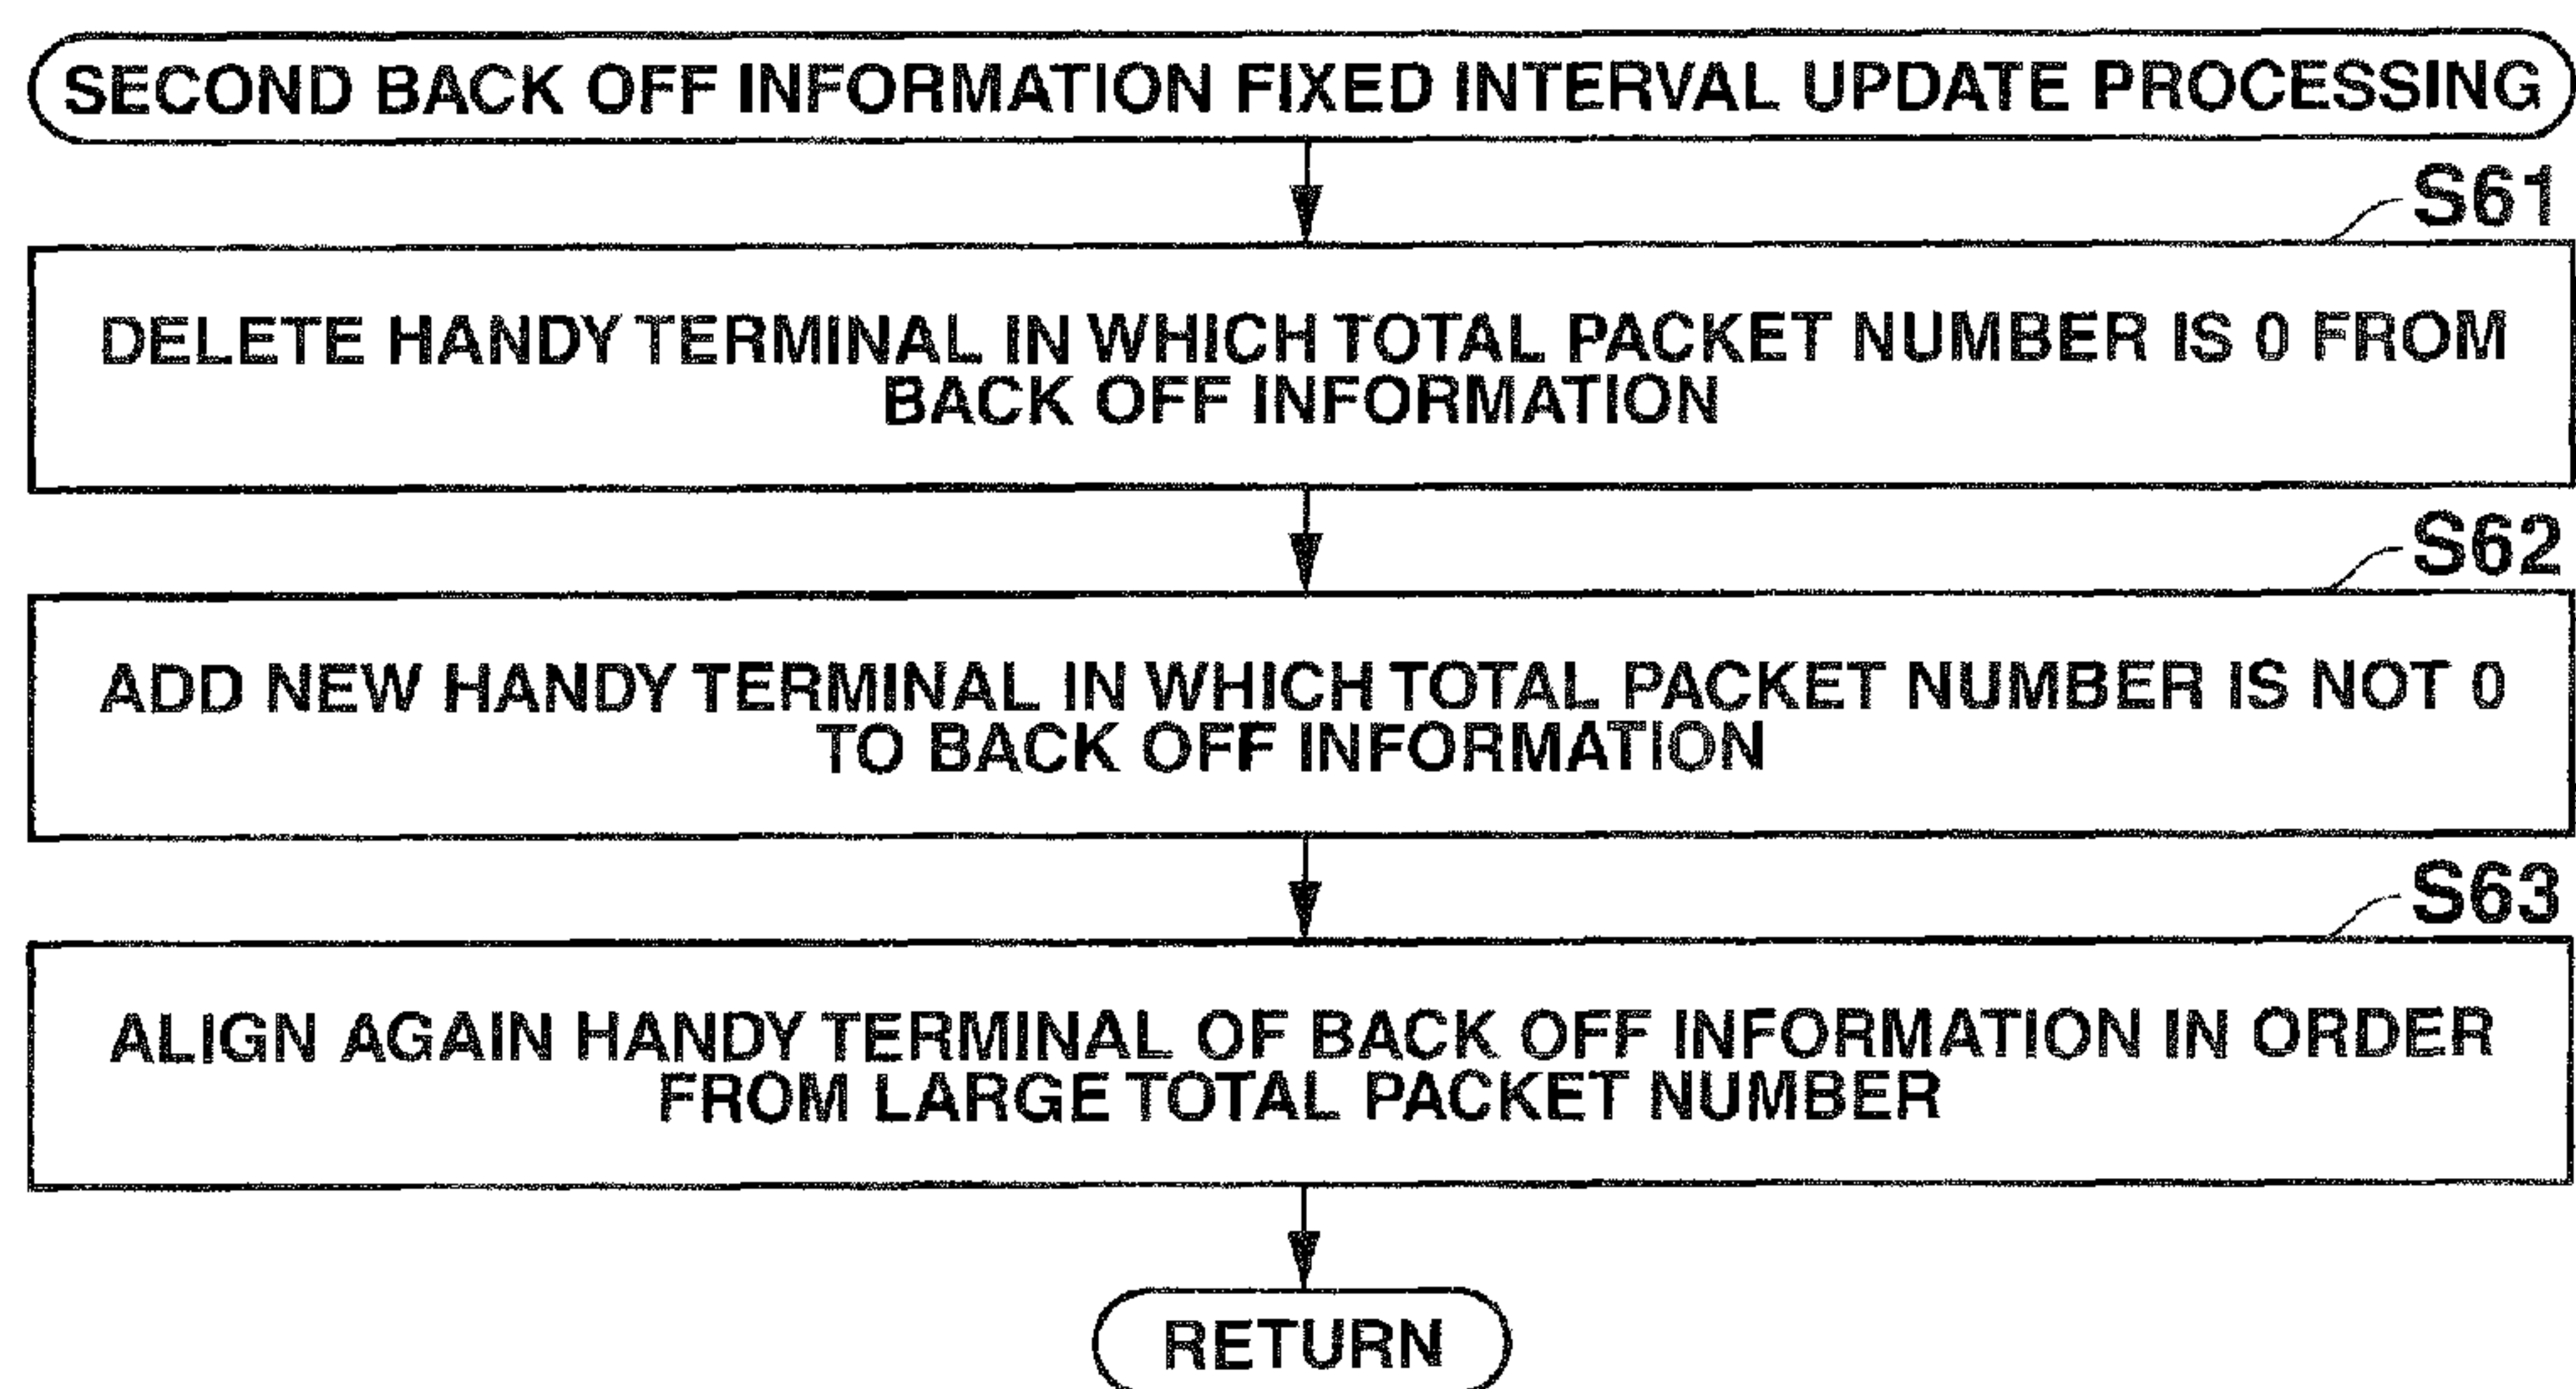 SECOND BACK OFF INFORMATION FIXED INTERVAL UPDATE PROCESSING
S61
DELETE HANDY TERMINAL IN WHICH TOTAL PACKET NUMBER IS 0 FROM
BACK OFF INFORMATION
S62
ADD NEW HANDY TERMINAL IN WHICH TOTAL PACKET NUMBER IS NOT 0
TO BACK OFF INFORMATION
S63
ALIGN AGAIN HANDY TERMINAL OF BACK OFF INFORMATION IN ORDER
FROM LARGE TOTAL PACKET NUMBER
RETURN